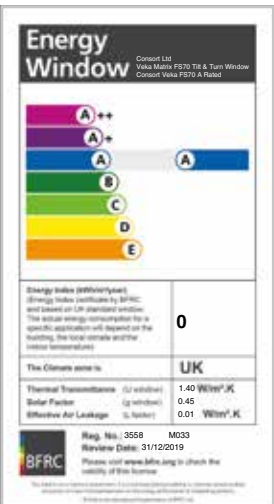 Energy
Window
Consort Ltd
Veka Matrix FS70 Tilt & Turn Window
Consort Veka FS70 A Rated
A ++
A +
A
A
B
C
D
E
Energy Index (kWh/m²/year)
(Energy Index certificate by BFRC
and based on UK standard window.
The actual energy consumption for a
specific application will depend on the
building, the local climate and the
indoor temperature)
0
The Climate zone is
UK
Thermal Transmittance (U window) 1.40 W/m².K
Solar Factor (g window) 0.45
Effective Air Leakage (L factor) 0.01 W/m².K
BFRC
Reg. No.: 3558 M033
Review Date: 31/12/2019
Please visit www.bfrc.org to check the
validity of this licence